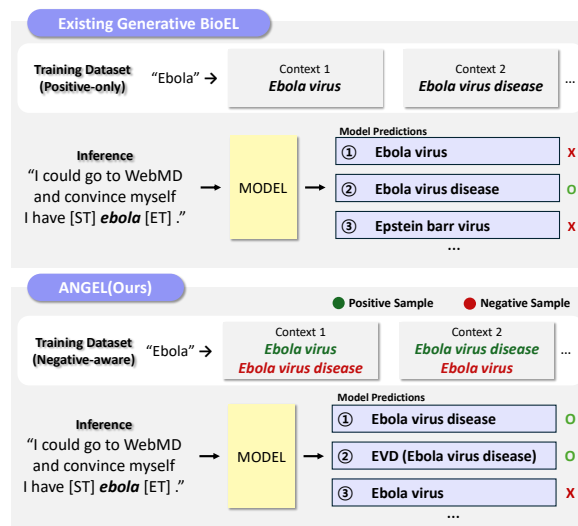 Existing Generative BioEL
Training Dataset
(Positive-only)
“Ebola” →
Context 1
Ebola virus
Context 2
Ebola virus disease
...
Inference
“I could go to WebMD
and convince myself
I have [ST] ebola [ET] .”
MODEL
Model Predictions
① Ebola virus X
② Ebola virus disease O
③ Epstein barr virus X
...
ANGEL(Ours)
Positive Sample
Negative Sample
Training Dataset
(Negative-aware)
“Ebola” →
Context 1
Ebola virus
Ebola virus disease
Context 2
Ebola virus disease
Ebola virus
...
Inference
“I could go to WebMD
and convince myself
I have [ST] ebola [ET] .”
MODEL
Model Predictions
① Ebola virus disease O
② EVD (Ebola virus disease) O
③ Ebola virus X
...